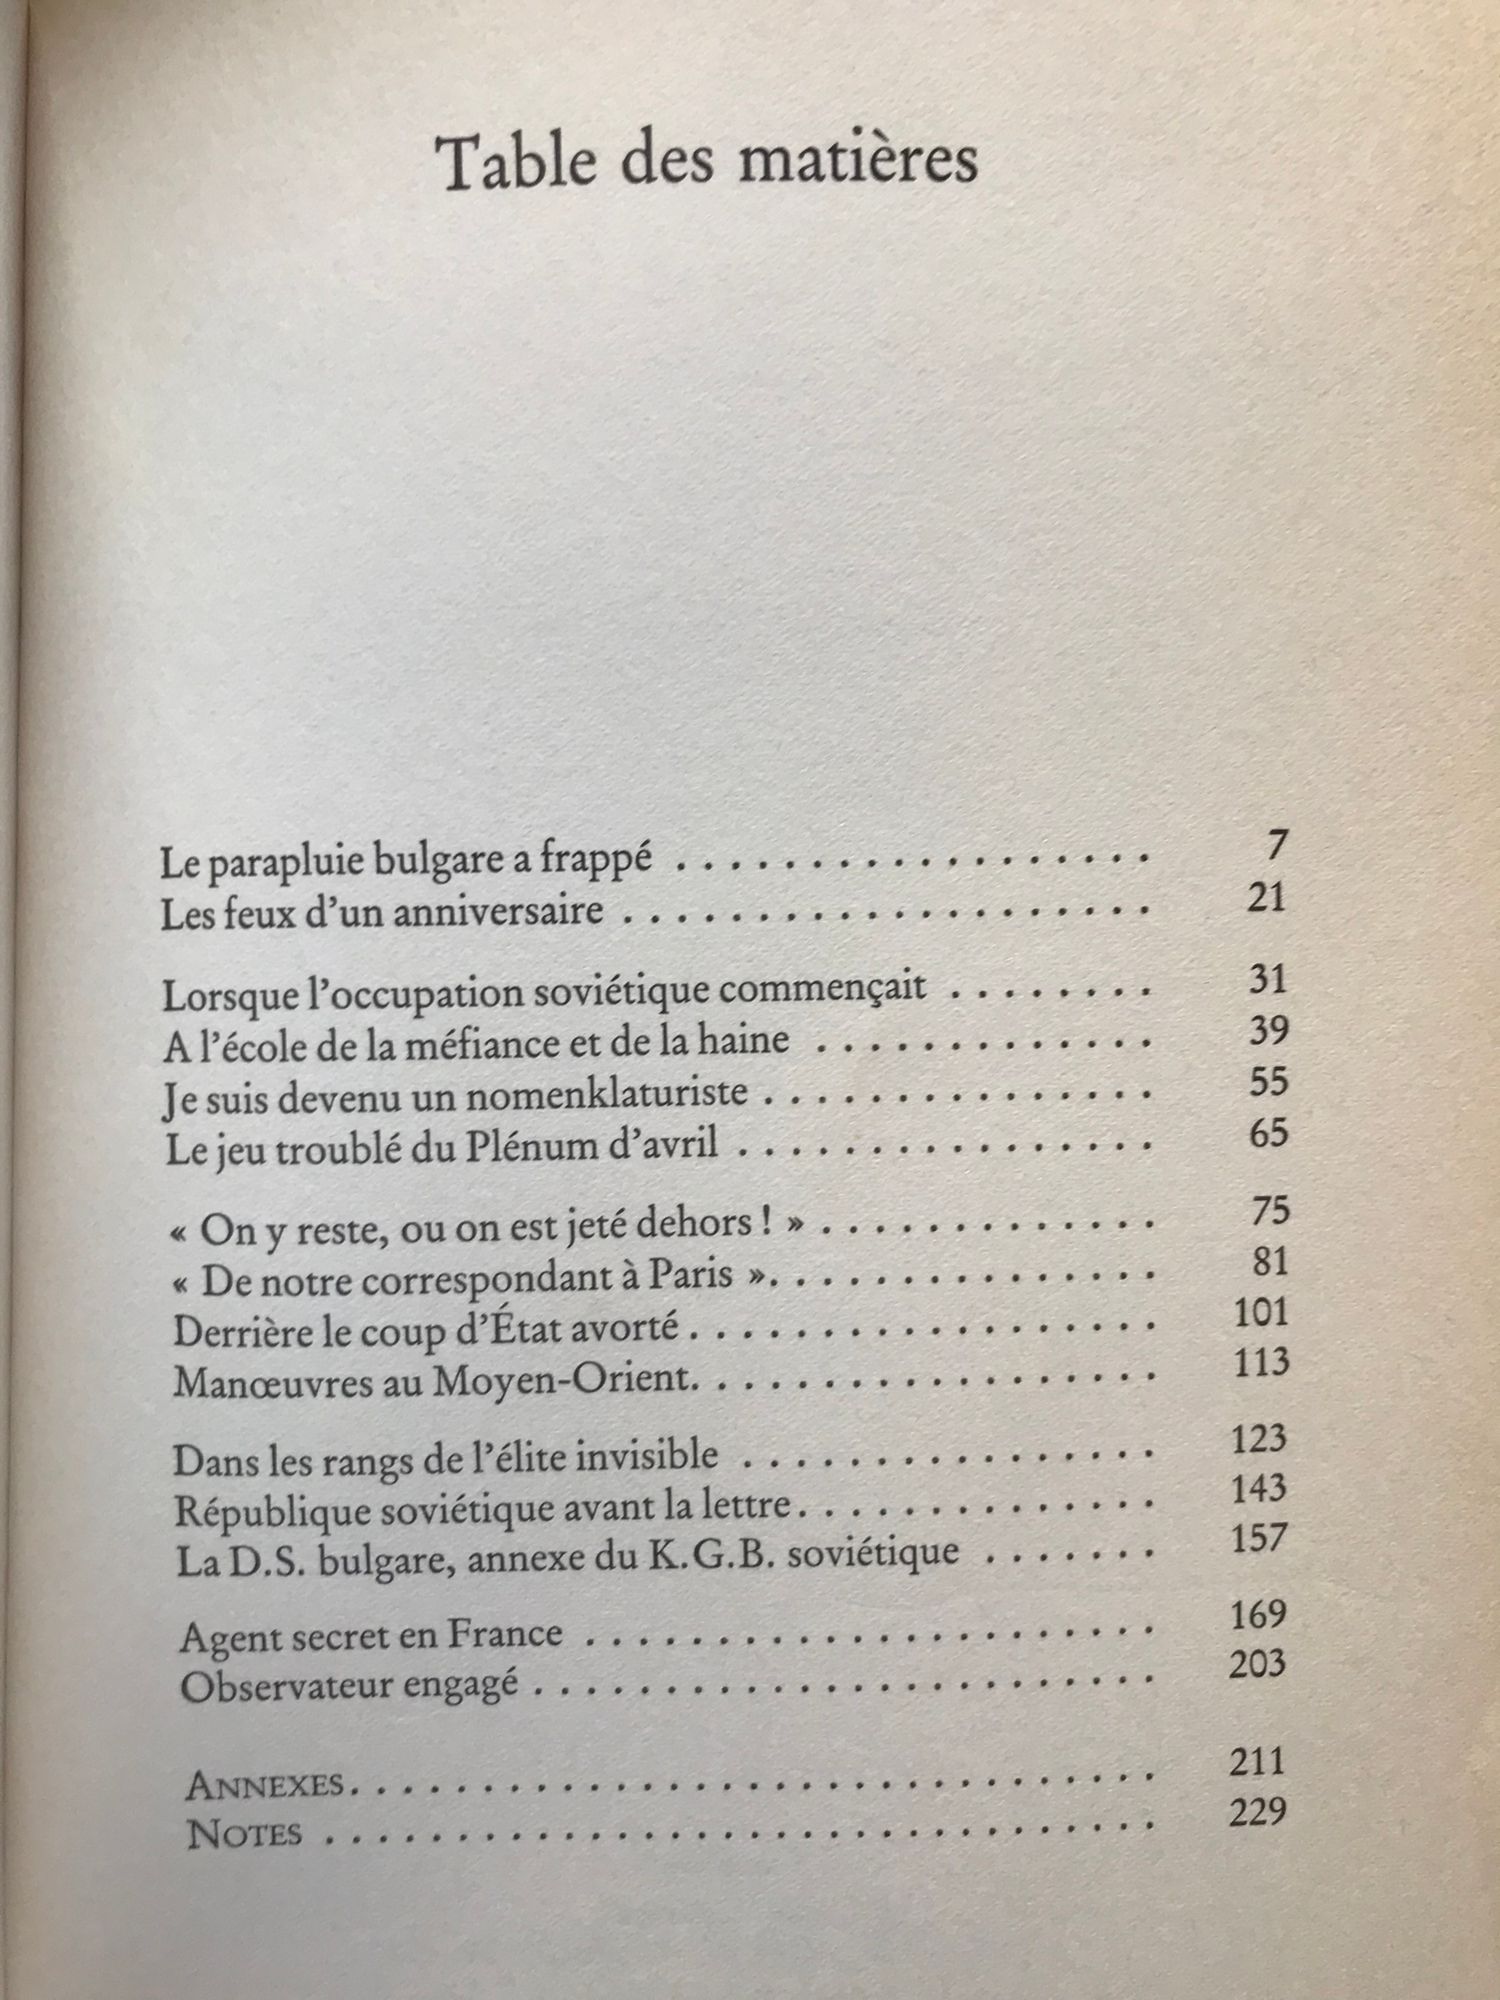 Table des matières
Le parapluie bulgare a frappé . . . . . . . . . . . . . . . . . . 7
Les feux d’un anniversaire . . . . . . . . . . . . . . . . . . . . 21
Lorsque l’occupation soviétique commençait . . . . . . . . 31
A l’école de la méfiance et de la haine . . . . . . . . . . . . . 39
Je suis devenu un nomenklaturiste . . . . . . . . . . . . . . . 55
Le jeu troublé du Plénum d’avril . . . . . . . . . . . . . . . . 65
« On y reste, ou on est jeté dehors ! » . . . . . . . . . . . . . 75
« De notre correspondant à Paris ». . . . . . . . . . . . . . . 81
Derrière le coup d’État avorté . . . . . . . . . . . . . . . . . . 101
Manœuvres au Moyen-Orient. . . . . . . . . . . . . . . . . . 113
Dans les rangs de l’élite invisible . . . . . . . . . . . . . . . . 123
République soviétique avant la lettre. . . . . . . . . . . . . . 143
La D.S. bulgare, annexe du K.G.B. soviétique . . . . . . . 157
Agent secret en France . . . . . . . . . . . . . . . . . . . . . . 169
Observateur engagé . . . . . . . . . . . . . . . . . . . . . . . . 203
ANNEXES. . . . . . . . . . . . . . . . . . . . . . . . . . . . . . . 211
NOTES . . . . . . . . . . . . . . . . . . . . . . . . . . . . . . . 229